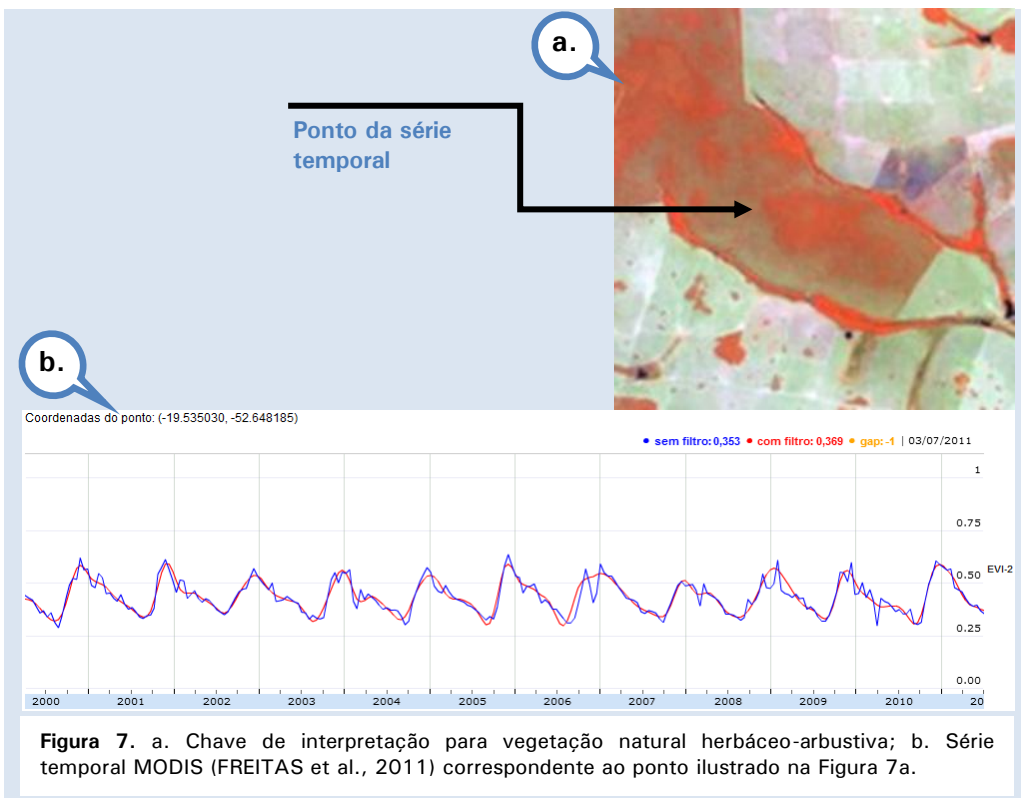 a.
Ponto da série
temporal
b.
Coordenadas do ponto: (-19.535030, -52.648185)
● sem filtro: 0,353 ● com filtro: 0,369 ● gap: -1 | 03/07/2011
1
0.75
0.50 EVI-2
0.25
0.00
2000 2001 2002 2003 2004 2005 2006 2007 2008 2009 2010 20
Figura 7. a. Chave de interpretação para vegetação natural herbáceo-arbustiva; b. Série
temporal MODIS (FREITAS et al., 2011) correspondente ao ponto ilustrado na Figura 7a.